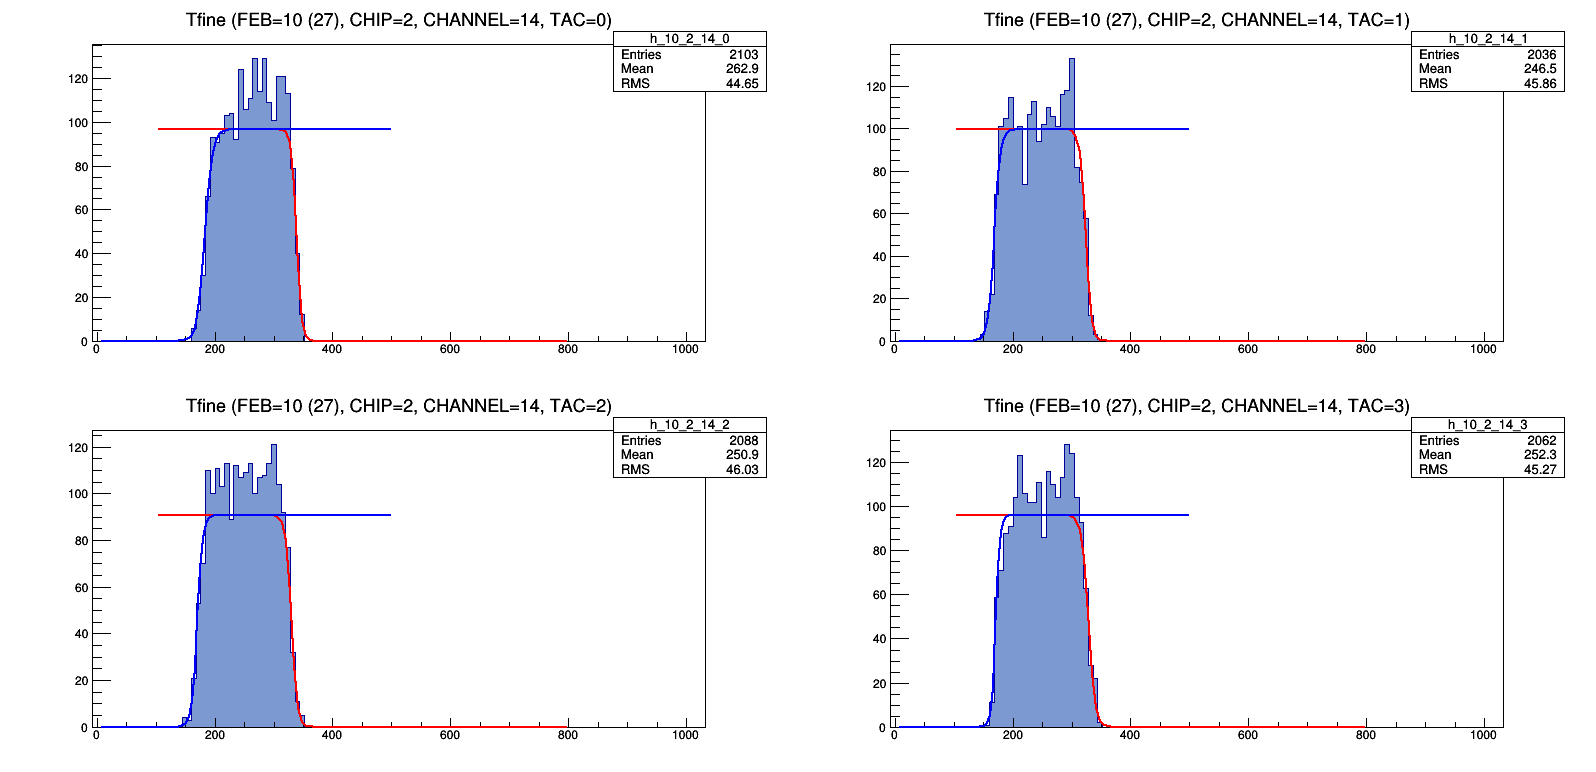 Tfine (FEB=10 (27), CHIP=2, CHANNEL=14, TAC=0)
h_10_2_14_0
Entries 2103
Mean 262.9
RMS 44.65
120
100
80
60
40
20
0
0 200 400 600 800 1000
Tfine (FEB=10 (27), CHIP=2, CHANNEL=14, TAC=1)
h_10_2_14_1
Entries 2036
Mean 246.5
RMS 45.86
120
100
80
60
40
20
0
0 200 400 600 800 1000
Tfine (FEB=10 (27), CHIP=2, CHANNEL=14, TAC=2)
h_10_2_14_2
Entries 2088
Mean 250.9
RMS 46.03
120
100
80
60
40
20
0
0 200 400 600 800 1000
Tfine (FEB=10 (27), CHIP=2, CHANNEL=14, TAC=3)
h_10_2_14_3
Entries 2062
Mean 252.3
RMS 45.27
120
100
80
60
40
20
0
0 200 400 600 800 1000